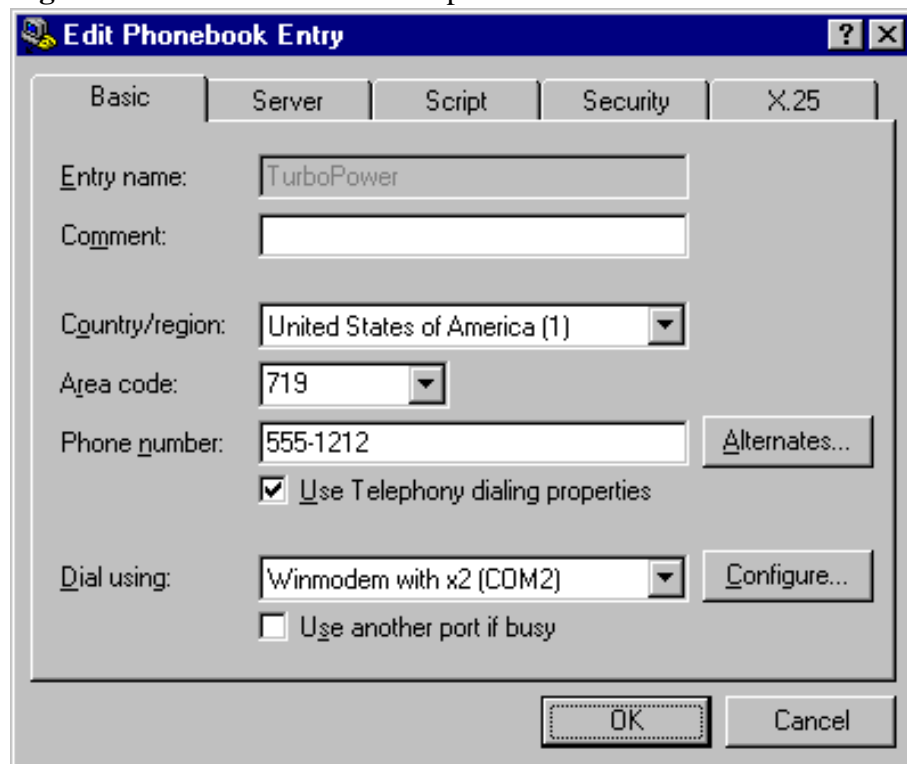 Edit Phonebook Entry
Basic Server Script Security X.25
Entry name: TurboPower
Comment:
Country/region: United States of America (1)
Area code: 719
Phone number: 555-1212 Alternates...
Use Telephony dialing properties
Dial using: Winmodem with x2 (COM2) Configure...
Use another port if busy
OK Cancel